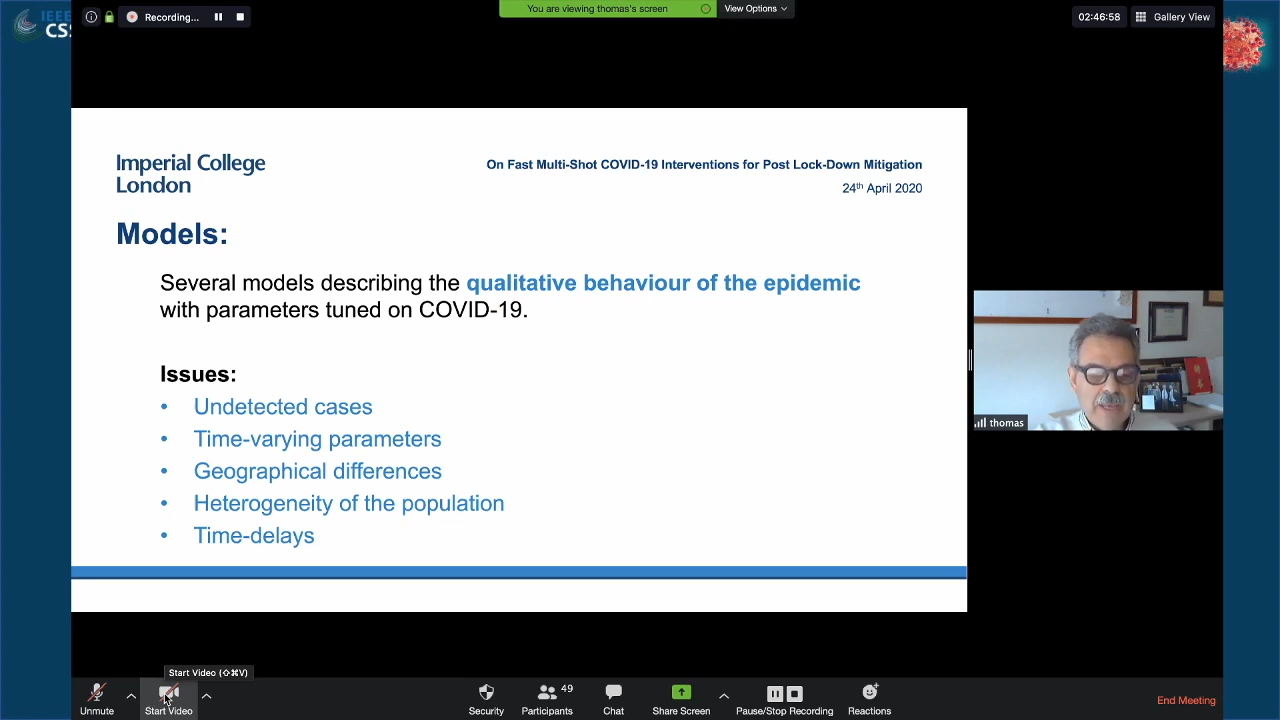 IEEE
CSS
Recording...
You are viewing thomas's screen
View Options
02:46:58
Gallery View
Imperial College
London
On Fast Multi-Shot COVID-19 Interventions for Post Lock-Down Mitigation
24th April 2020
Models:
Several models describing the qualitative behaviour of the epidemic
with parameters tuned on COVID-19.
Issues:
• Undetected cases
• Time-varying parameters
• Geographical differences
• Heterogeneity of the population
• Time-delays
thomas
Start Video (⇧⌘V)
Unmute
Start Video
Security
Participants
49
Chat
Share Screen
Pause/Stop Recording
Reactions
End Meeting